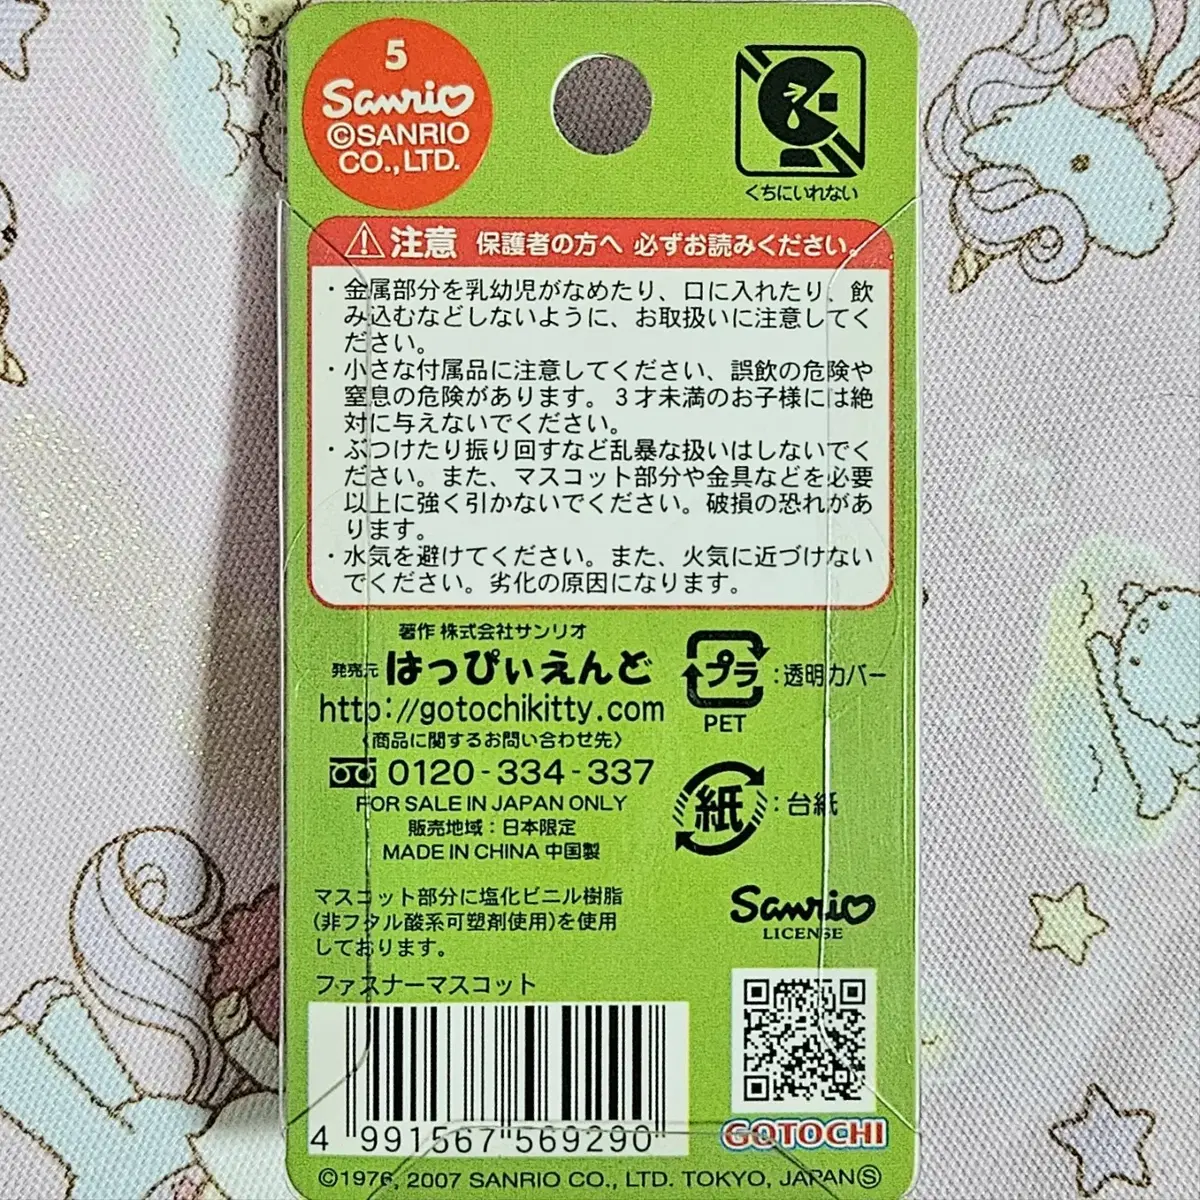 5
Sanrio
©SANRIO
CO.,LTD.
くちにいれない
注意 保護者の方へ 必ずお読みください。
・金属部分を乳幼児がなめたり、口に入れたり、飲
み込むなどしないように、お取扱いに注意してく
ださい。
・小さな付属品に注意してください、誤飲の危険や
窒息の危険があります。3才未満のお子様には絶
対に与えないでください。
・ぶつけたり振り回すなど乱暴な扱いはしないでく
ださい。また、マスコット部分や金具などを必要
以上に強く引かないでください。破損の恐れがあ
ります。
・水気を避けてください。また、火気に近づけない
でください。劣化の原因になります。
著作 株式会社サンリオ
発売元 はっぴぃえんど
http://gotochikitty.com
〈商品に関するお問い合わせ先〉
0120-334-337
FOR SALE IN JAPAN ONLY
販売地域：日本限定
MADE IN CHINA 中国製
プラ：透明カバー
PET
紙：台紙
マスコット部分に塩化ビニル樹脂
(非フタル酸系可塑剤使用)を使用
しております。
ファスナーマスコット
Sanrio
LICENSE
4 991567 569290
GOTOCHI
©1976, 2007 SANRIO CO., LTD. TOKYO, JAPAN Ⓢ